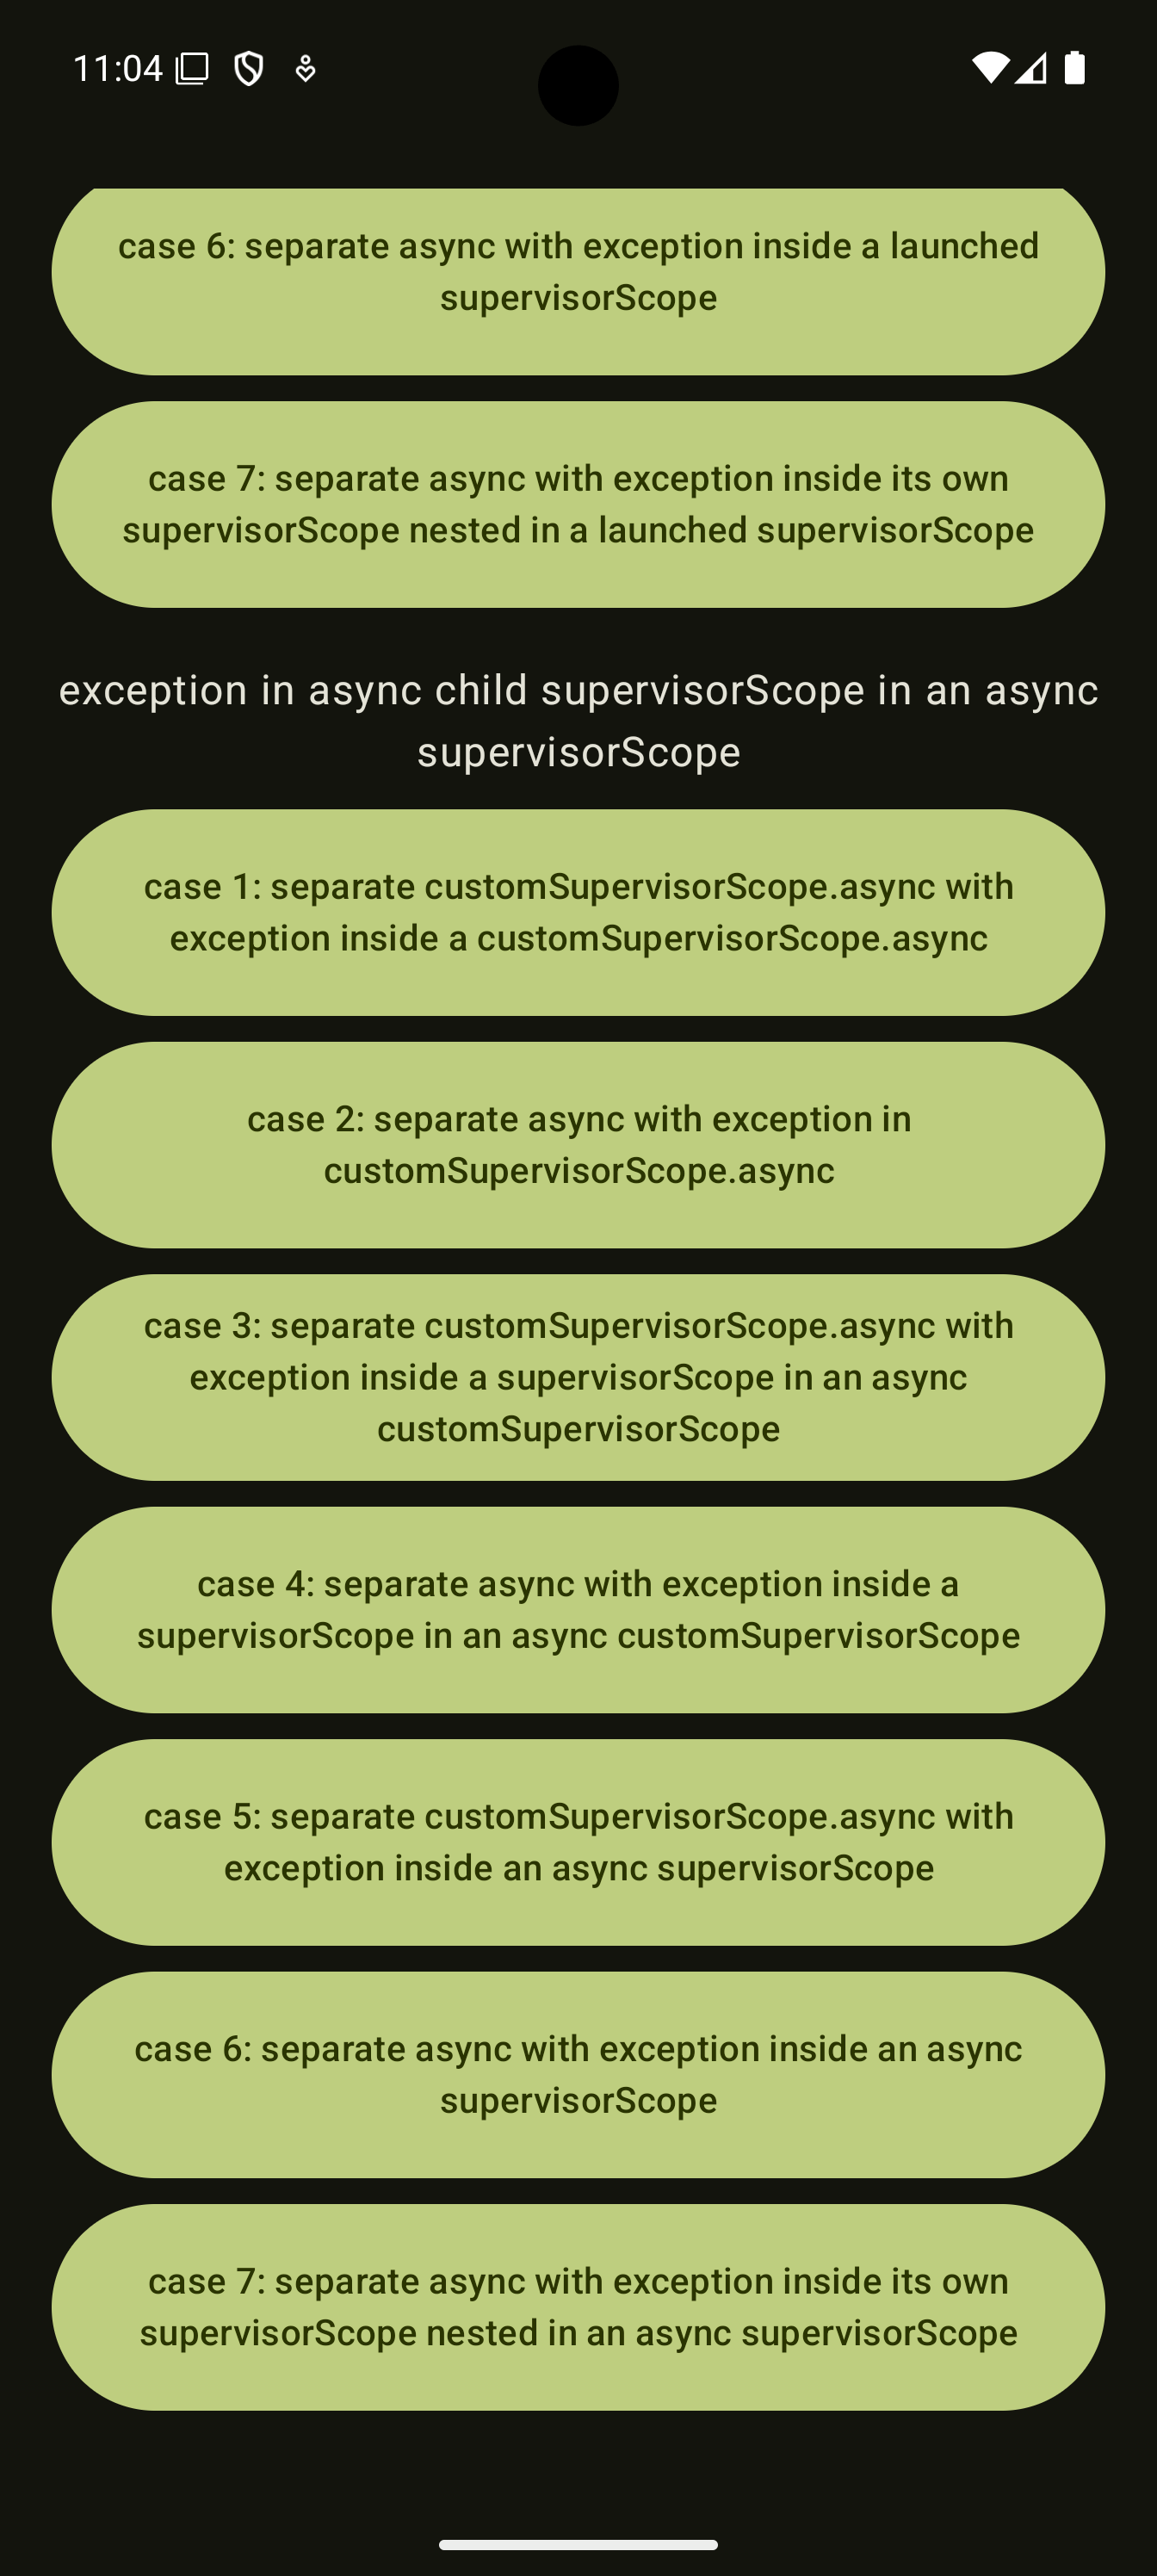 11:04
case 6: separate async with exception inside a launched
supervisorScope
case 7: separate async with exception inside its own
supervisorScope nested in a launched supervisorScope
exception in async child supervisorScope in an async
supervisorScope
case 1: separate customSupervisorScope.async with
exception inside a customSupervisorScope.async
case 2: separate async with exception in
customSupervisorScope.async
case 3: separate customSupervisorScope.async with
exception inside a supervisorScope in an async
customSupervisorScope
case 4: separate async with exception inside a
supervisorScope in an async customSupervisorScope
case 5: separate customSupervisorScope.async with
exception inside an async supervisorScope
case 6: separate async with exception inside an async
supervisorScope
case 7: separate async with exception inside its own
supervisorScope nested in an async supervisorScope